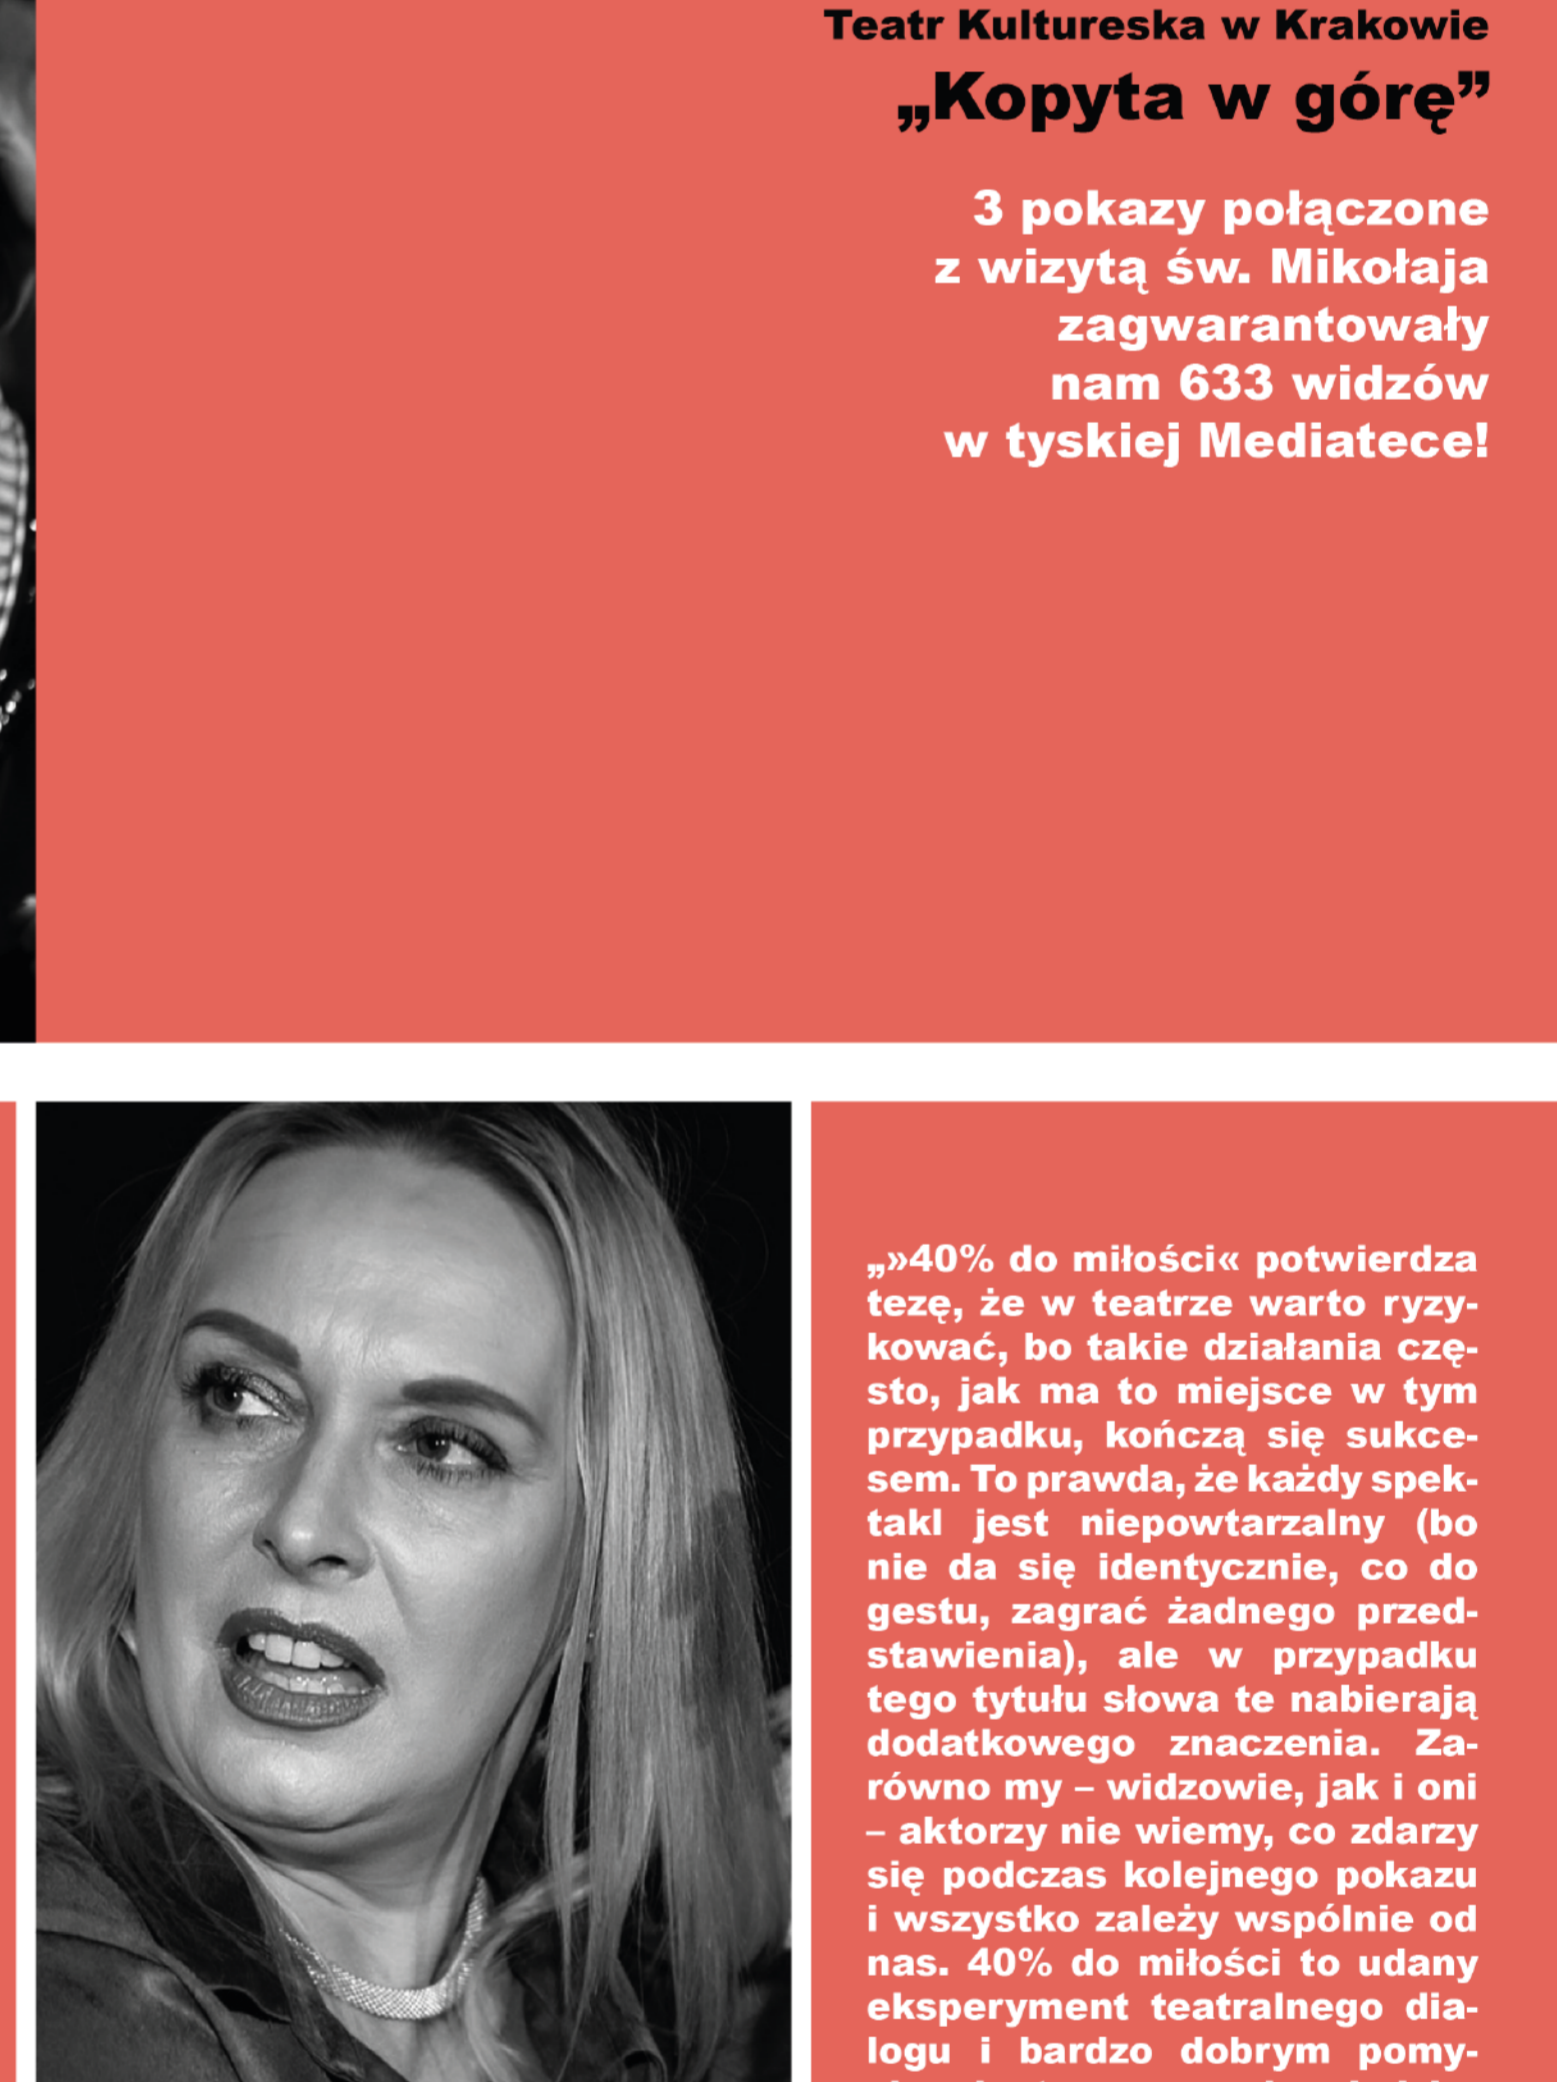 Teatr Kultureska w Krakowie
„Kopyta w górę”
3 pokazy połączone
z wizytą św. Mikołaja
zagwarantowały
nam 633 widzów
w tyskiej Mediatece!
„»40% do miłości« potwierdza
tezę, że w teatrze warto ryzy-
kować, bo takie działania czę-
sto, jak ma to miejsce w tym
przypadku, kończą się sukce-
sem. To prawda, że każdy spek-
takl jest niepowtarzalny (bo
nie da się identycznie, co do
gestu, zagrać żadnego przed-
stawienia), ale w przypadku
tego tytułu słowa te nabierają
dodatkowego znaczenia. Za-
równo my – widzowie, jak i oni
– aktorzy nie wiemy, co zdarzy
się podczas kolejnego pokazu
i wszystko zależy wspólnie od
nas. 40% do miłości to udany
eksperyment teatralnego dia-
logu i bardzo dobrym pomy-